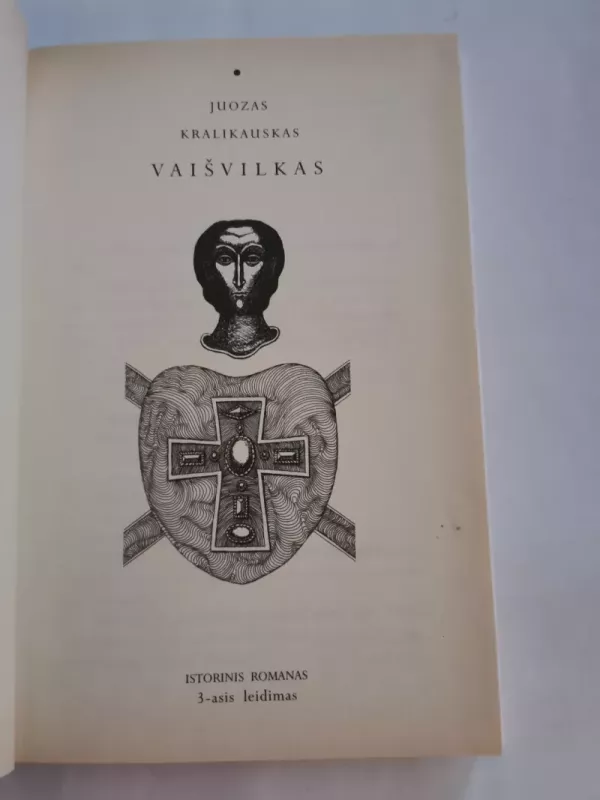 JUOZAS
KRALIKAUSKAS
VAIŠVILKAS
ISTORINIS ROMANAS
3-asis leidimas